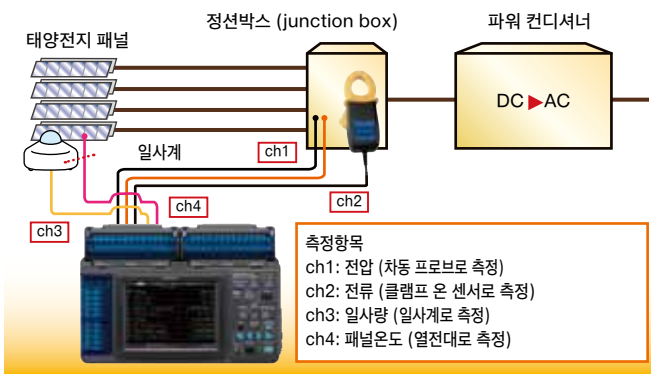 정션박스 (junction box)
파워 컨디셔너
태양전지 패널
DC ▶AC
일사계
ch1
ch2
ch4
ch3
측정항목
ch1: 전압 (차동 프로브로 측정)
ch2: 전류 (클램프 온 센서로 측정)
ch3: 일사량 (일사계로 측정)
ch4: 패널온도 (열전대로 측정)